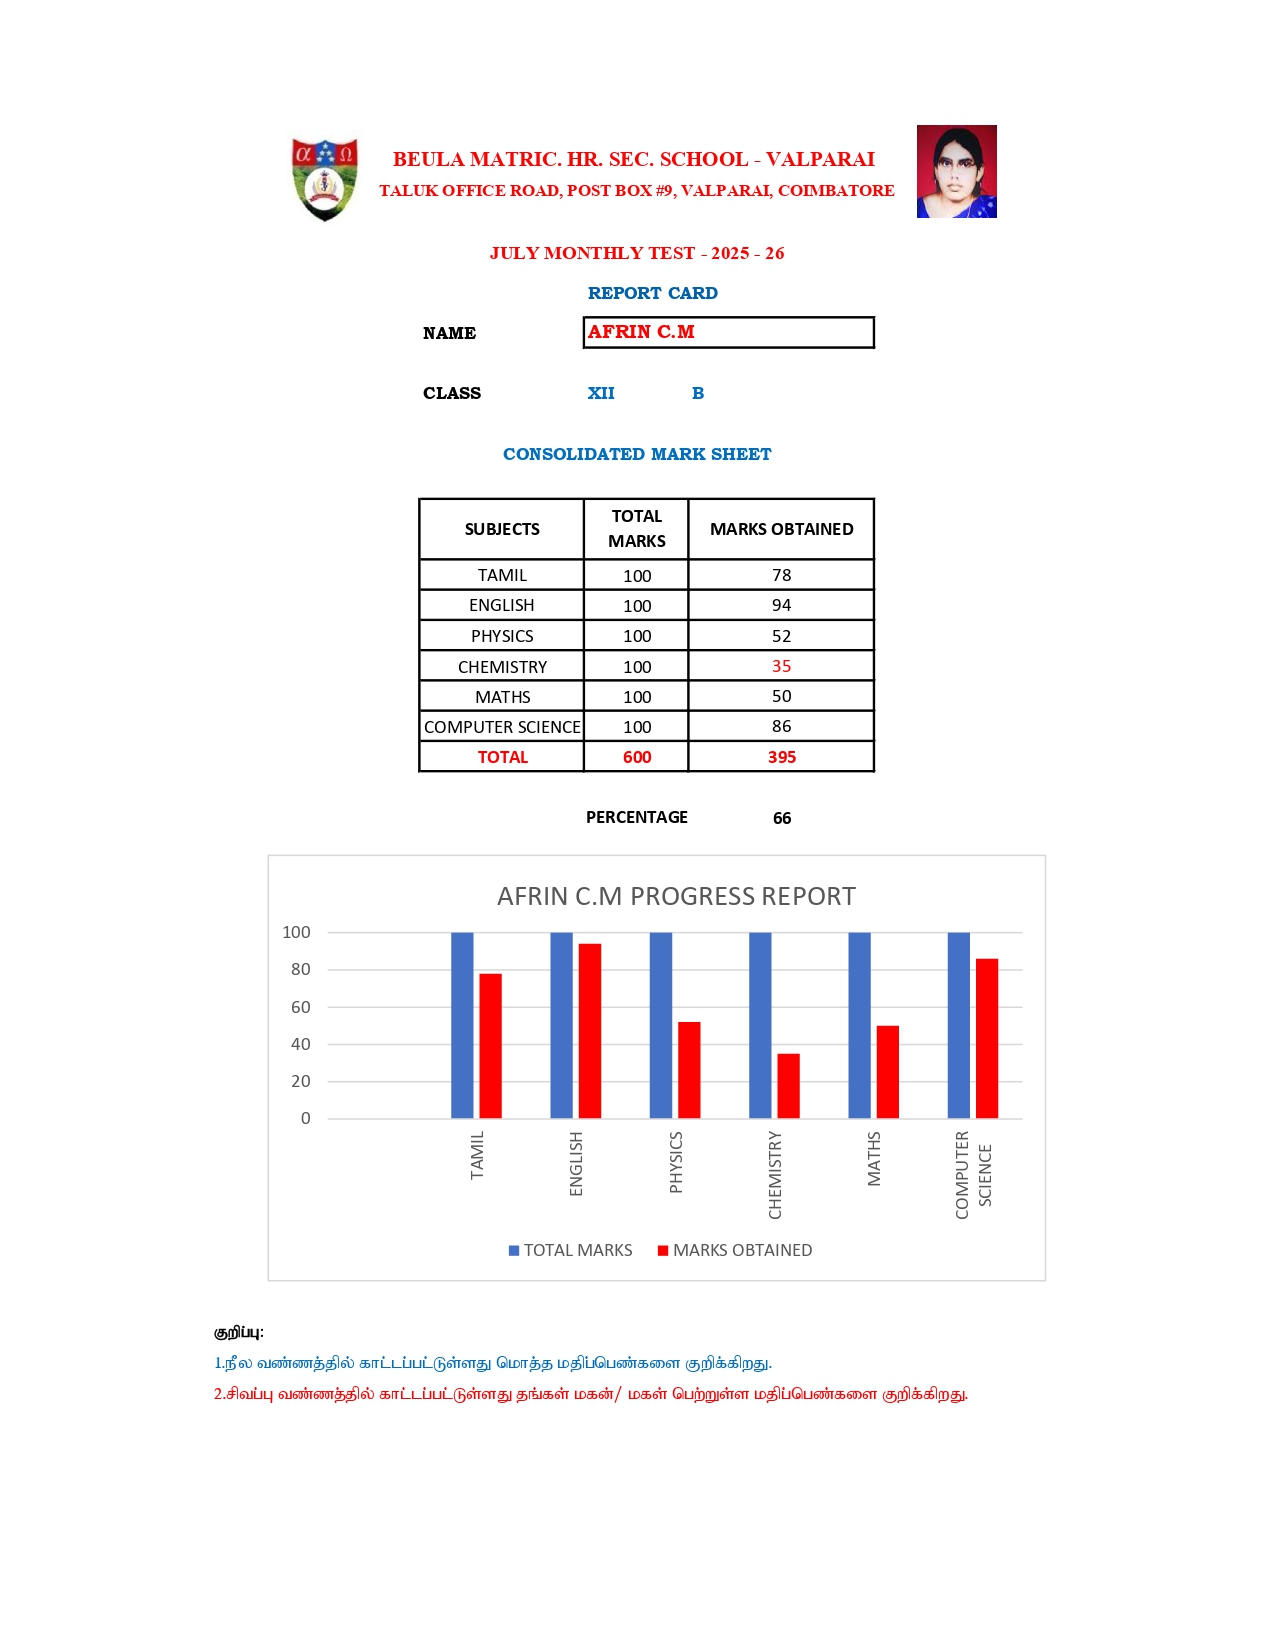 α Ω
BEULA MATRIC. HR. SEC. SCHOOL - VALPARAI
TALUK OFFICE ROAD, POST BOX #9, VALPARAI, COIMBATORE
JULY MONTHLY TEST - 2025 - 26
REPORT CARD
NAME AFRIN C.M
CLASS XII B
CONSOLIDATED MARK SHEET
SUBJECTS TOTAL MARKS MARKS OBTAINED
TAMIL 100 78
ENGLISH 100 94
PHYSICS 100 52
CHEMISTRY 100 35
MATHS 100 50
COMPUTER SCIENCE 100 86
TOTAL 600 395
PERCENTAGE 66
AFRIN C.M PROGRESS REPORT
100
80
60
40
20
0
TAMIL ENGLISH PHYSICS CHEMISTRY MATHS COMPUTER SCIENCE
TOTAL MARKS MARKS OBTAINED
குறிப்பு:
1.நீல வண்ணத்தில் காட்டப்பட்டுள்ளது மொத்த மதிப்பெண்களை குறிக்கிறது.
2.சிவப்பு வண்ணத்தில் காட்டப்பட்டுள்ளது தங்கள் மகன்/ மகள் பெற்றுள்ள மதிப்பெண்களை குறிக்கிறது.